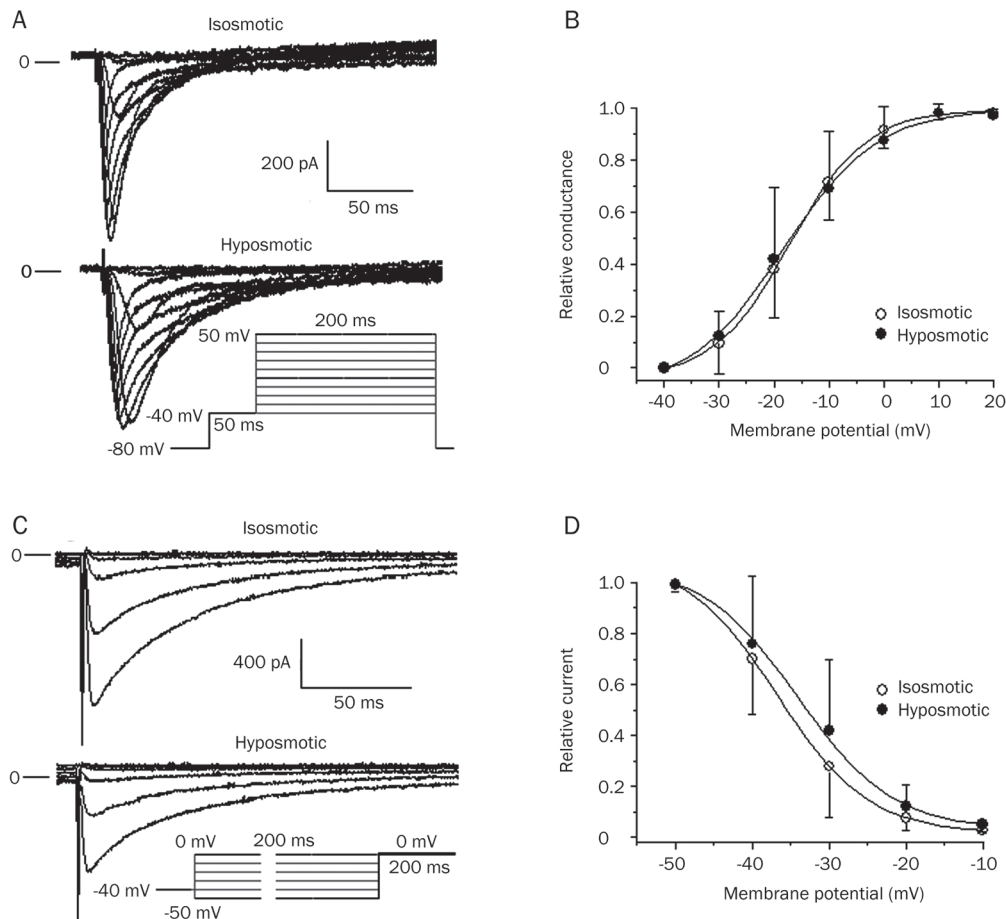 A
Isosmotic
0
200 pA
50 ms
Hyposmotic
0
50 mV
200 ms
-40 mV
50 ms
-80 mV
B
Relative conductance
1.0
0.8
0.6
0.4
0.2
0
Isosmotic
Hyposmotic
-40 -30 -20 -10 0 10 20
Membrane potential (mV)
C
Isosmotic
0
400 pA
50 ms
Hyposmotic
0
0 mV 200 ms 0 mV
200 ms
-40 mV
-50 mV
D
Relative current
1.0
0.8
0.6
0.4
0.2
0
Isosmotic
Hyposmotic
-50 -40 -30 -20 -10
Membrane potential (mV)